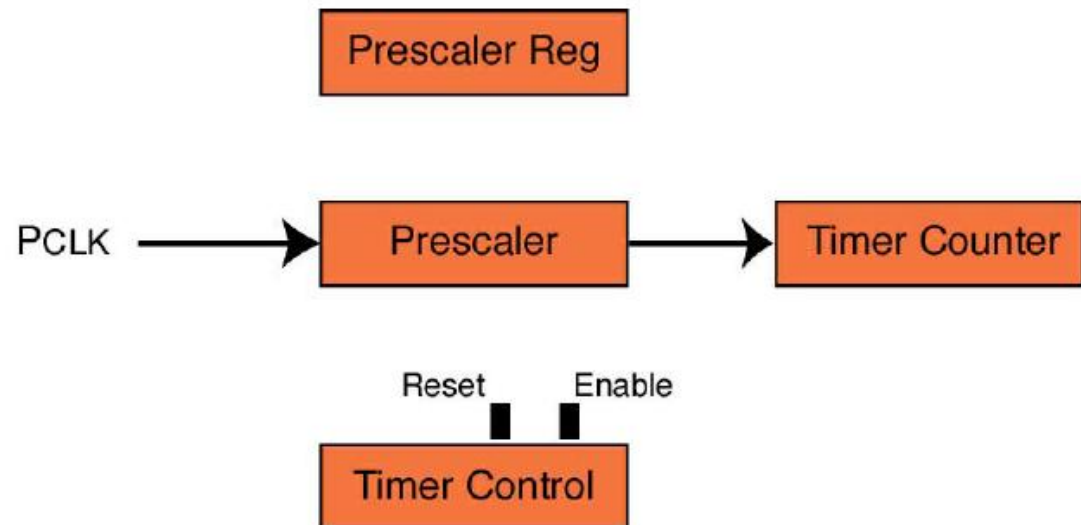 Prescaler Reg
PCLK
Prescaler
Timer Counter
Reset
Enable
Timer Control